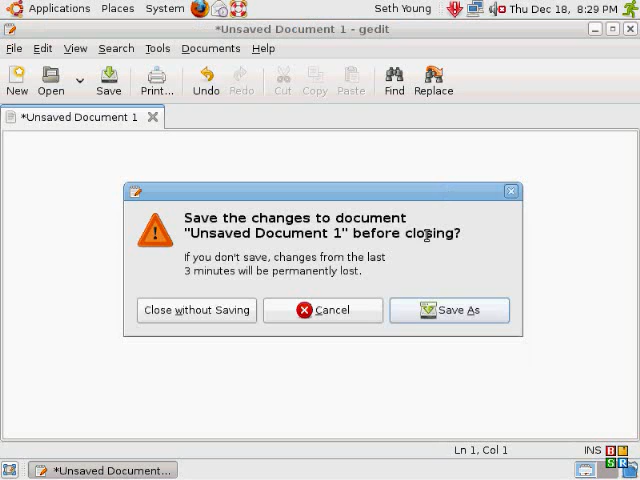 Applications Places System Seth Young Thu Dec 18, 8:29 PM
*Unsaved Document 1 - gedit
File Edit View Search Tools Documents Help
New Open Save Print... Undo Redo Cut Copy Paste Find Replace
*Unsaved Document 1
Save the changes to document
"Unsaved Document 1" before closing?
If you don't save, changes from the last
3 minutes will be permanently lost.
Close without Saving Cancel Save As
Ln 1, Col 1 INS
*Unsaved Document...